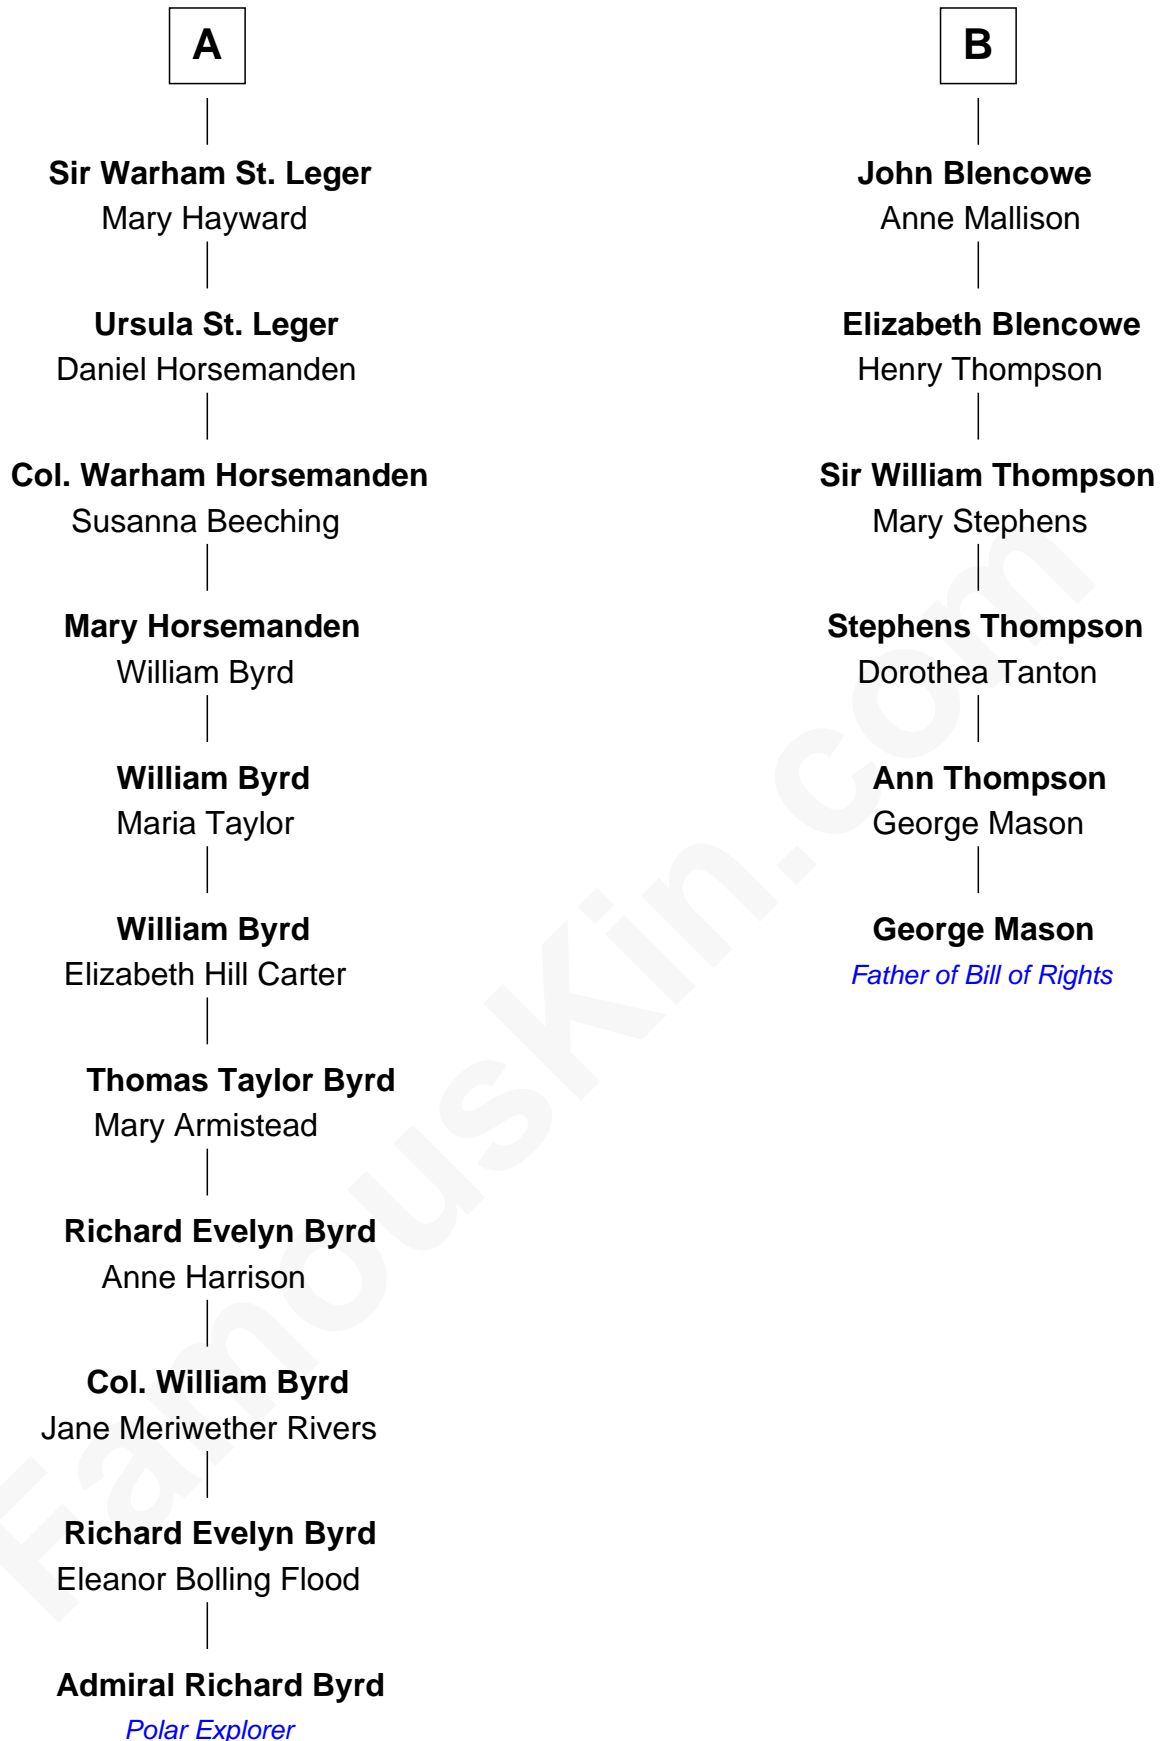 A
Sir Warham St. Leger
Mary Hayward
Ursula St. Leger
Daniel Horsemanden
Col. Warham Horsemanden
Susanna Beeching
Mary Horsemanden
William Byrd
William Byrd
Maria Taylor
William Byrd
Elizabeth Hill Carter
Thomas Taylor Byrd
Mary Armistead
Richard Evelyn Byrd
Anne Harrison
Col. William Byrd
Jane Meriwether Rivers
Richard Evelyn Byrd
Eleanor Bolling Flood
Admiral Richard Byrd
Polar Explorer
B
John Blencowe
Anne Mallison
Elizabeth Blencowe
Henry Thompson
Sir William Thompson
Mary Stephens
Stephens Thompson
Dorothea Tanton
Ann Thompson
George Mason
George Mason
Father of Bill of Rights
FamousKin.com